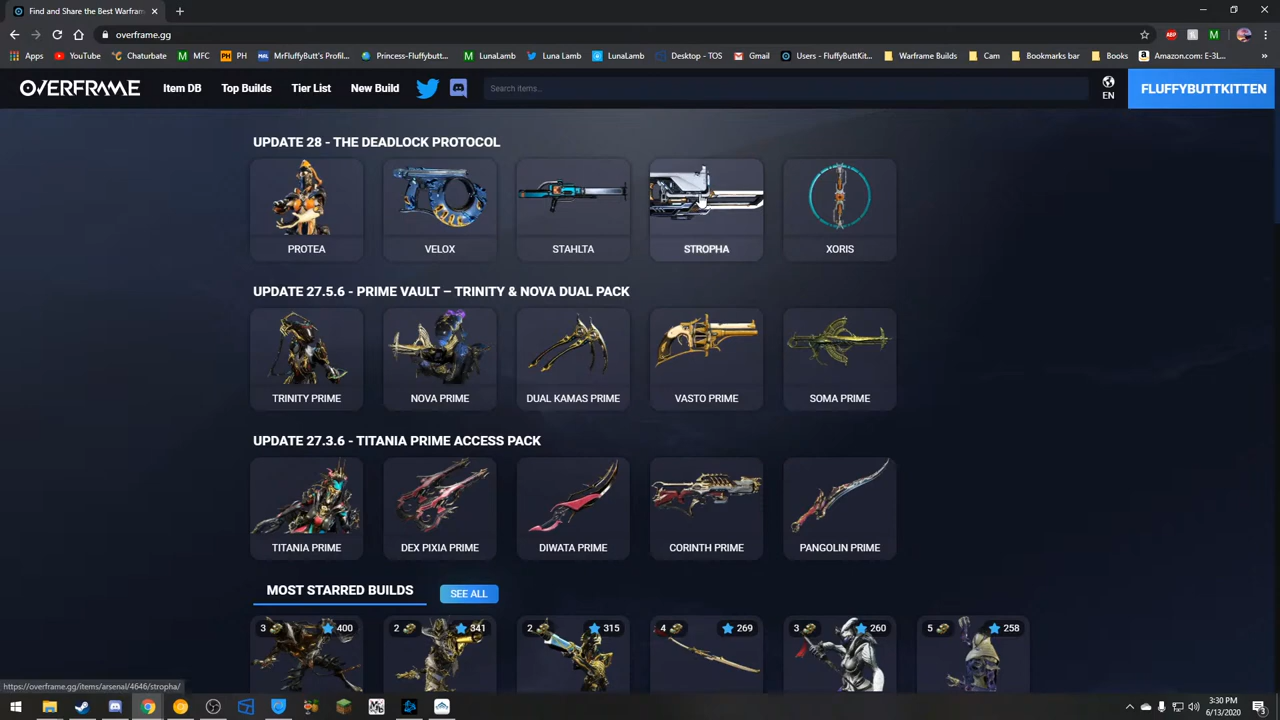 Find and Share the Best Warfram
overframe.gg
Apps YouTube Chaturbate MFC PH MrFluffyButt's Profil... Princess-Fluffy-Butt... LunaLamb LunaLamb LunaLamb Desktop - TOS Gmail Users - FluffyButtKit... Warframe Builds Cam Bookmarks bar Books Amazon.com: E-3L...
OVERFRAME Item DB Top Builds Tier List New Build Search items... EN FLUFFYBUTTKITTEN
UPDATE 28 - THE DEADLOCK PROTOCOL
PROTEA VELOX STAHLTA STROPHA XORIS
UPDATE 27.5.6 - PRIME VAULT – TRINITY & NOVA DUAL PACK
TRINITY PRIME NOVA PRIME DUAL KAMAS PRIME VASTO PRIME SOMA PRIME
UPDATE 27.3.6 - TITANIA PRIME ACCESS PACK
TITANIA PRIME DEX PIXIA PRIME DIWATA PRIME CORINTH PRIME PANGOLIN PRIME
MOST STARRED BUILDS SEE ALL
3 400 2 341 2 315 4 269 3 260 5 258
https://overframe.gg/items/arsenal/4646/stropha/
3:30 PM
6/13/2020